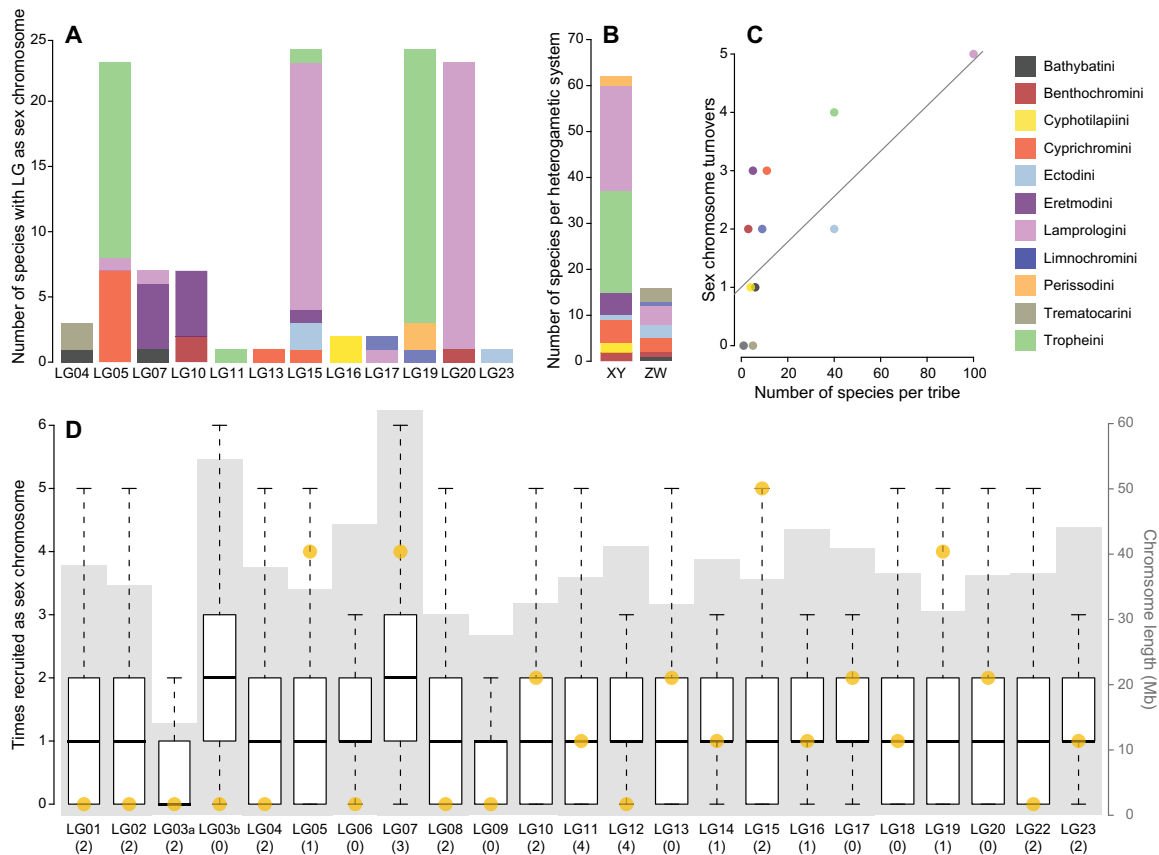 A
Number of species with LG as sex chromosome
25
20
15
10
5
0
LG04 LG05 LG07 LG10 LG11 LG13 LG15 LG16 LG17 LG19 LG20 LG23
B
Number of species per heterogametic system
70
60
50
40
30
20
10
0
XY ZW
C
Sex chromosome turnovers
5
4
3
2
1
0
0 20 40 60 80 100
Number of species per tribe
Bathybatini
Benthochromini
Cyphotilapiini
Cyprichromini
Ectodini
Eretmodini
Lamprologini
Limnochromini
Perissodini
Trematocarini
Tropheini
D
Times recruited as sex chromosome
6
5
4
3
2
1
0
60
50
40
30
20
10
0
Chromsome length (Mb)
LG01 LG02 LG03a LG03b LG04 LG05 LG06 LG07 LG08 LG09 LG10 LG11 LG12 LG13 LG14 LG15 LG16 LG17 LG18 LG19 LG20 LG22 LG23
(2) (2) (2) (0) (2) (1) (0) (3) (2) (0) (2) (4) (4) (0) (1) (2) (1) (0) (0) (1) (0) (2) (2)